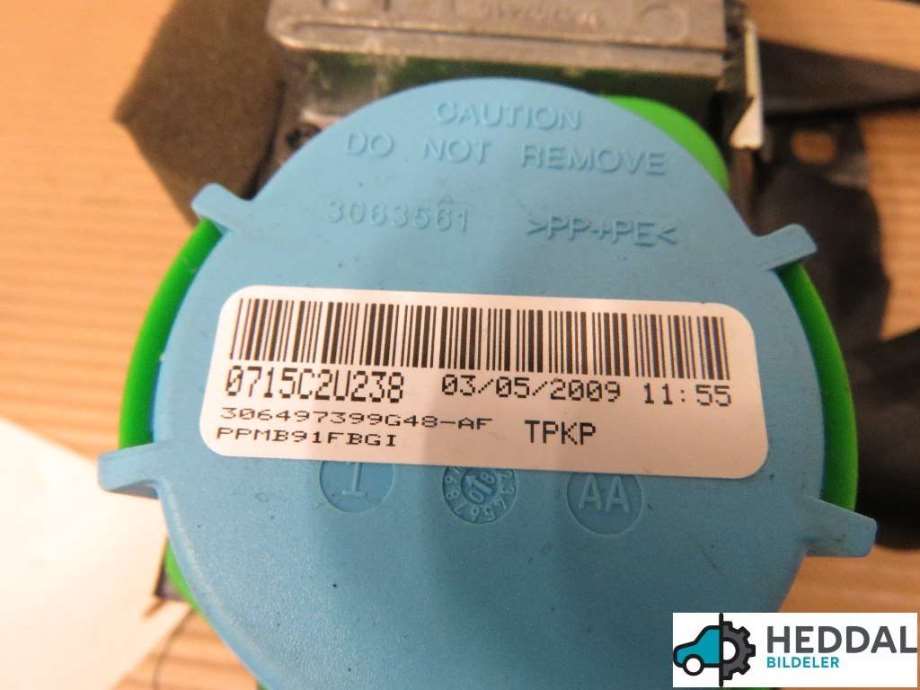 CAUTION
DO NOT REMOVE
3063561 >PP+PE<
0715C2U238 03/05/2009 11:55
306497399G48-AF TPKP
PPMB91FBGI
1 AA
HEDDAL
BILDELER